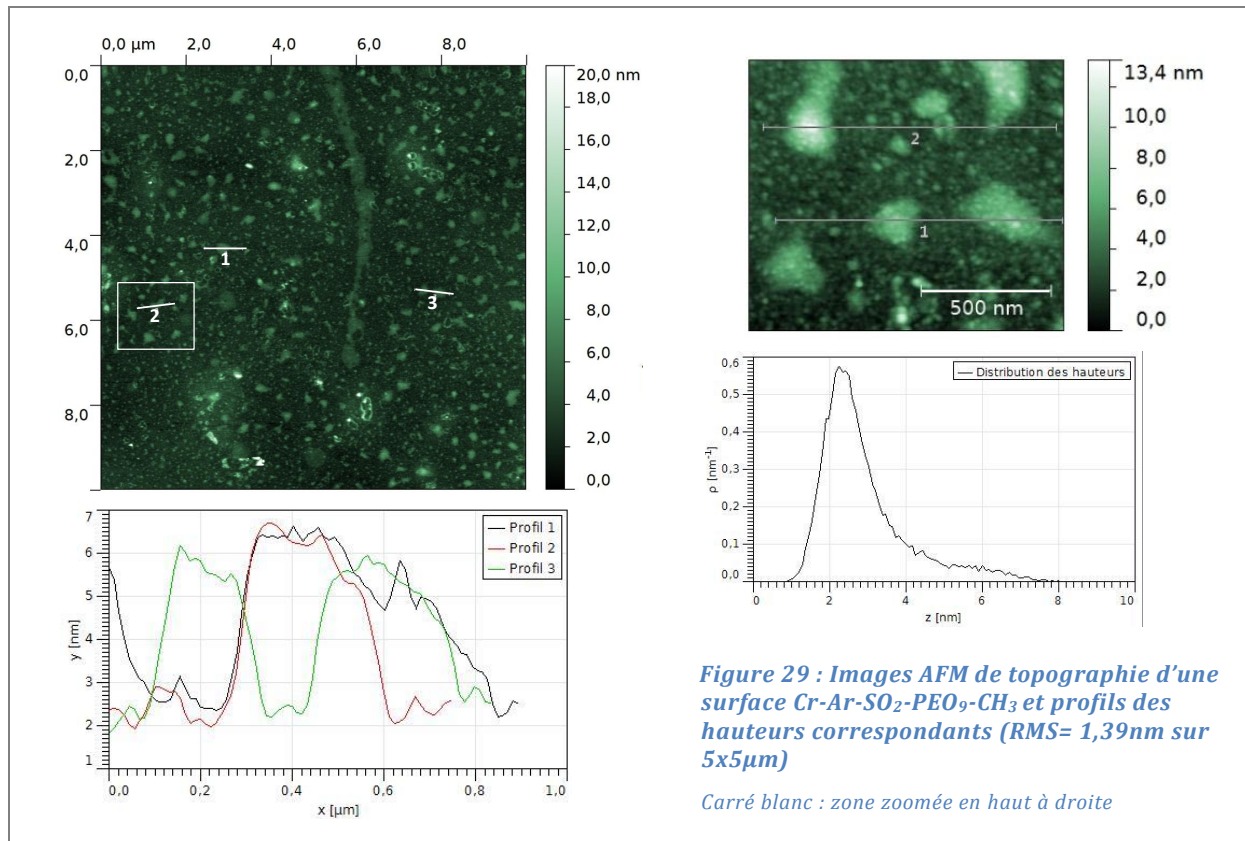 0,0 µm 2,0 4,0 6,0 8,0
0,0
2,0
4,0
6,0
8,0
1
2
3
20,0 nm
18,0
16,0
14,0
12,0
10,0
8,0
6,0
4,0
2,0
0,0
2
1
500 nm
13,4 nm
10,0
8,0
6,0
4,0
2,0
0,0
7
6
5
4
3
2
1
y [nm]
Profil 1
Profil 2
Profil 3
0,0 0,2 0,4 0,6 0,8 1,0
x [µm]
0,6
0,5
0,4
0,3
0,2
0,1
0,0
ρ [nm⁻¹]
Distribution des hauteurs
0 2 4 6 8 10
z [nm]
Figure 29 : Images AFM de topographie d’une
surface Cr-Ar-SO₂-PEO₉-CH₃ et profils des
hauteurs correspondants (RMS= 1,39nm sur
5x5µm)
Carré blanc : zone zoomée en haut à droite